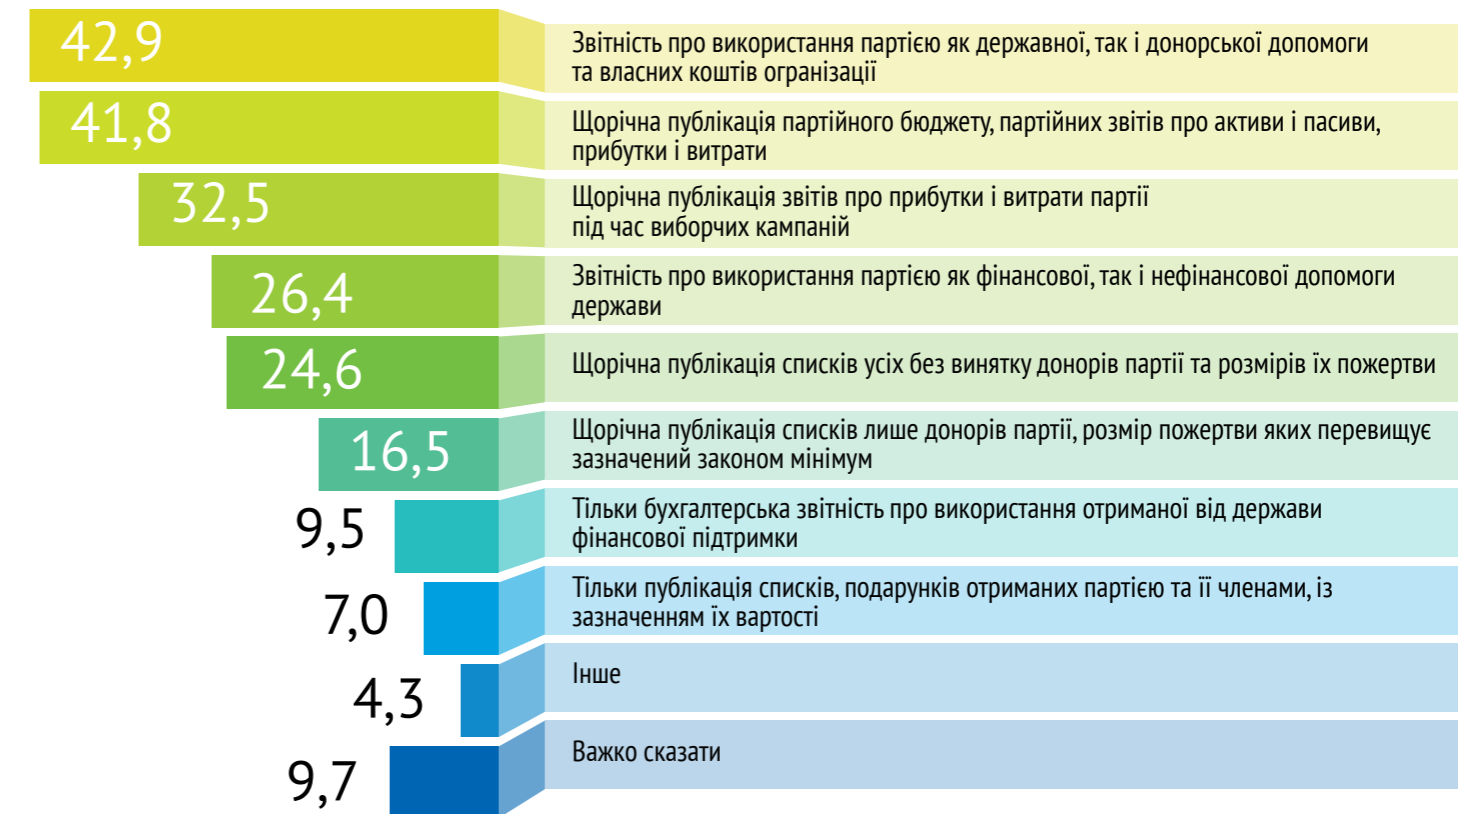 42,9
Звітність про використання партією як державної, так і донорської допомоги
та власних коштів огранізації
41,8
Щорічна публікація партійного бюджету, партійних звітів про активи і пасиви,
прибутки і витрати
32,5
Щорічна публікація звітів про прибутки і витрати партії
під час виборчих кампаній
26,4
Звітність про використання партією як фінансової, так і нефінансової допомоги
держави
24,6
Щорічна публікація списків усіх без винятку донорів партії та розмірів їх пожертви
16,5
Щорічна публікація списків лише донорів партії, розмір пожертви яких перевищує
зазначений законом мінімум
9,5
Тільки бухгалтерська звітність про використання отриманої від держави
фінансової підтримки
7,0
Тільки публікація списків, подарунків отриманих партією та її членами, із
зазначенням їх вартості
4,3
Інше
9,7
Важко сказати